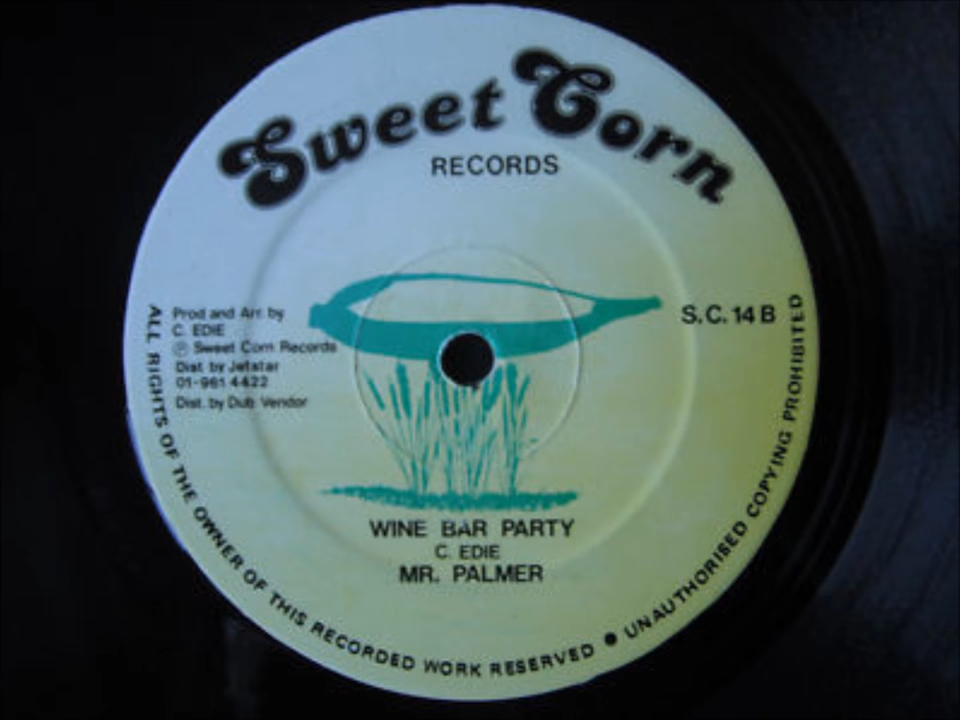 Sweet Corn
RECORDS
Prod and Arr. by
C. EDIE
℗ Sweet Corn Records
Dist by Jetstar
01-961 4422
Dist. by Dub Vendor
S.C. 14 B
WINE BAR PARTY
C. EDIE
MR. PALMER
ALL RIGHTS OF THE OWNER OF THIS RECORDED WORK RESERVED ● UNAUTHORISED COPYING PROHIBITED